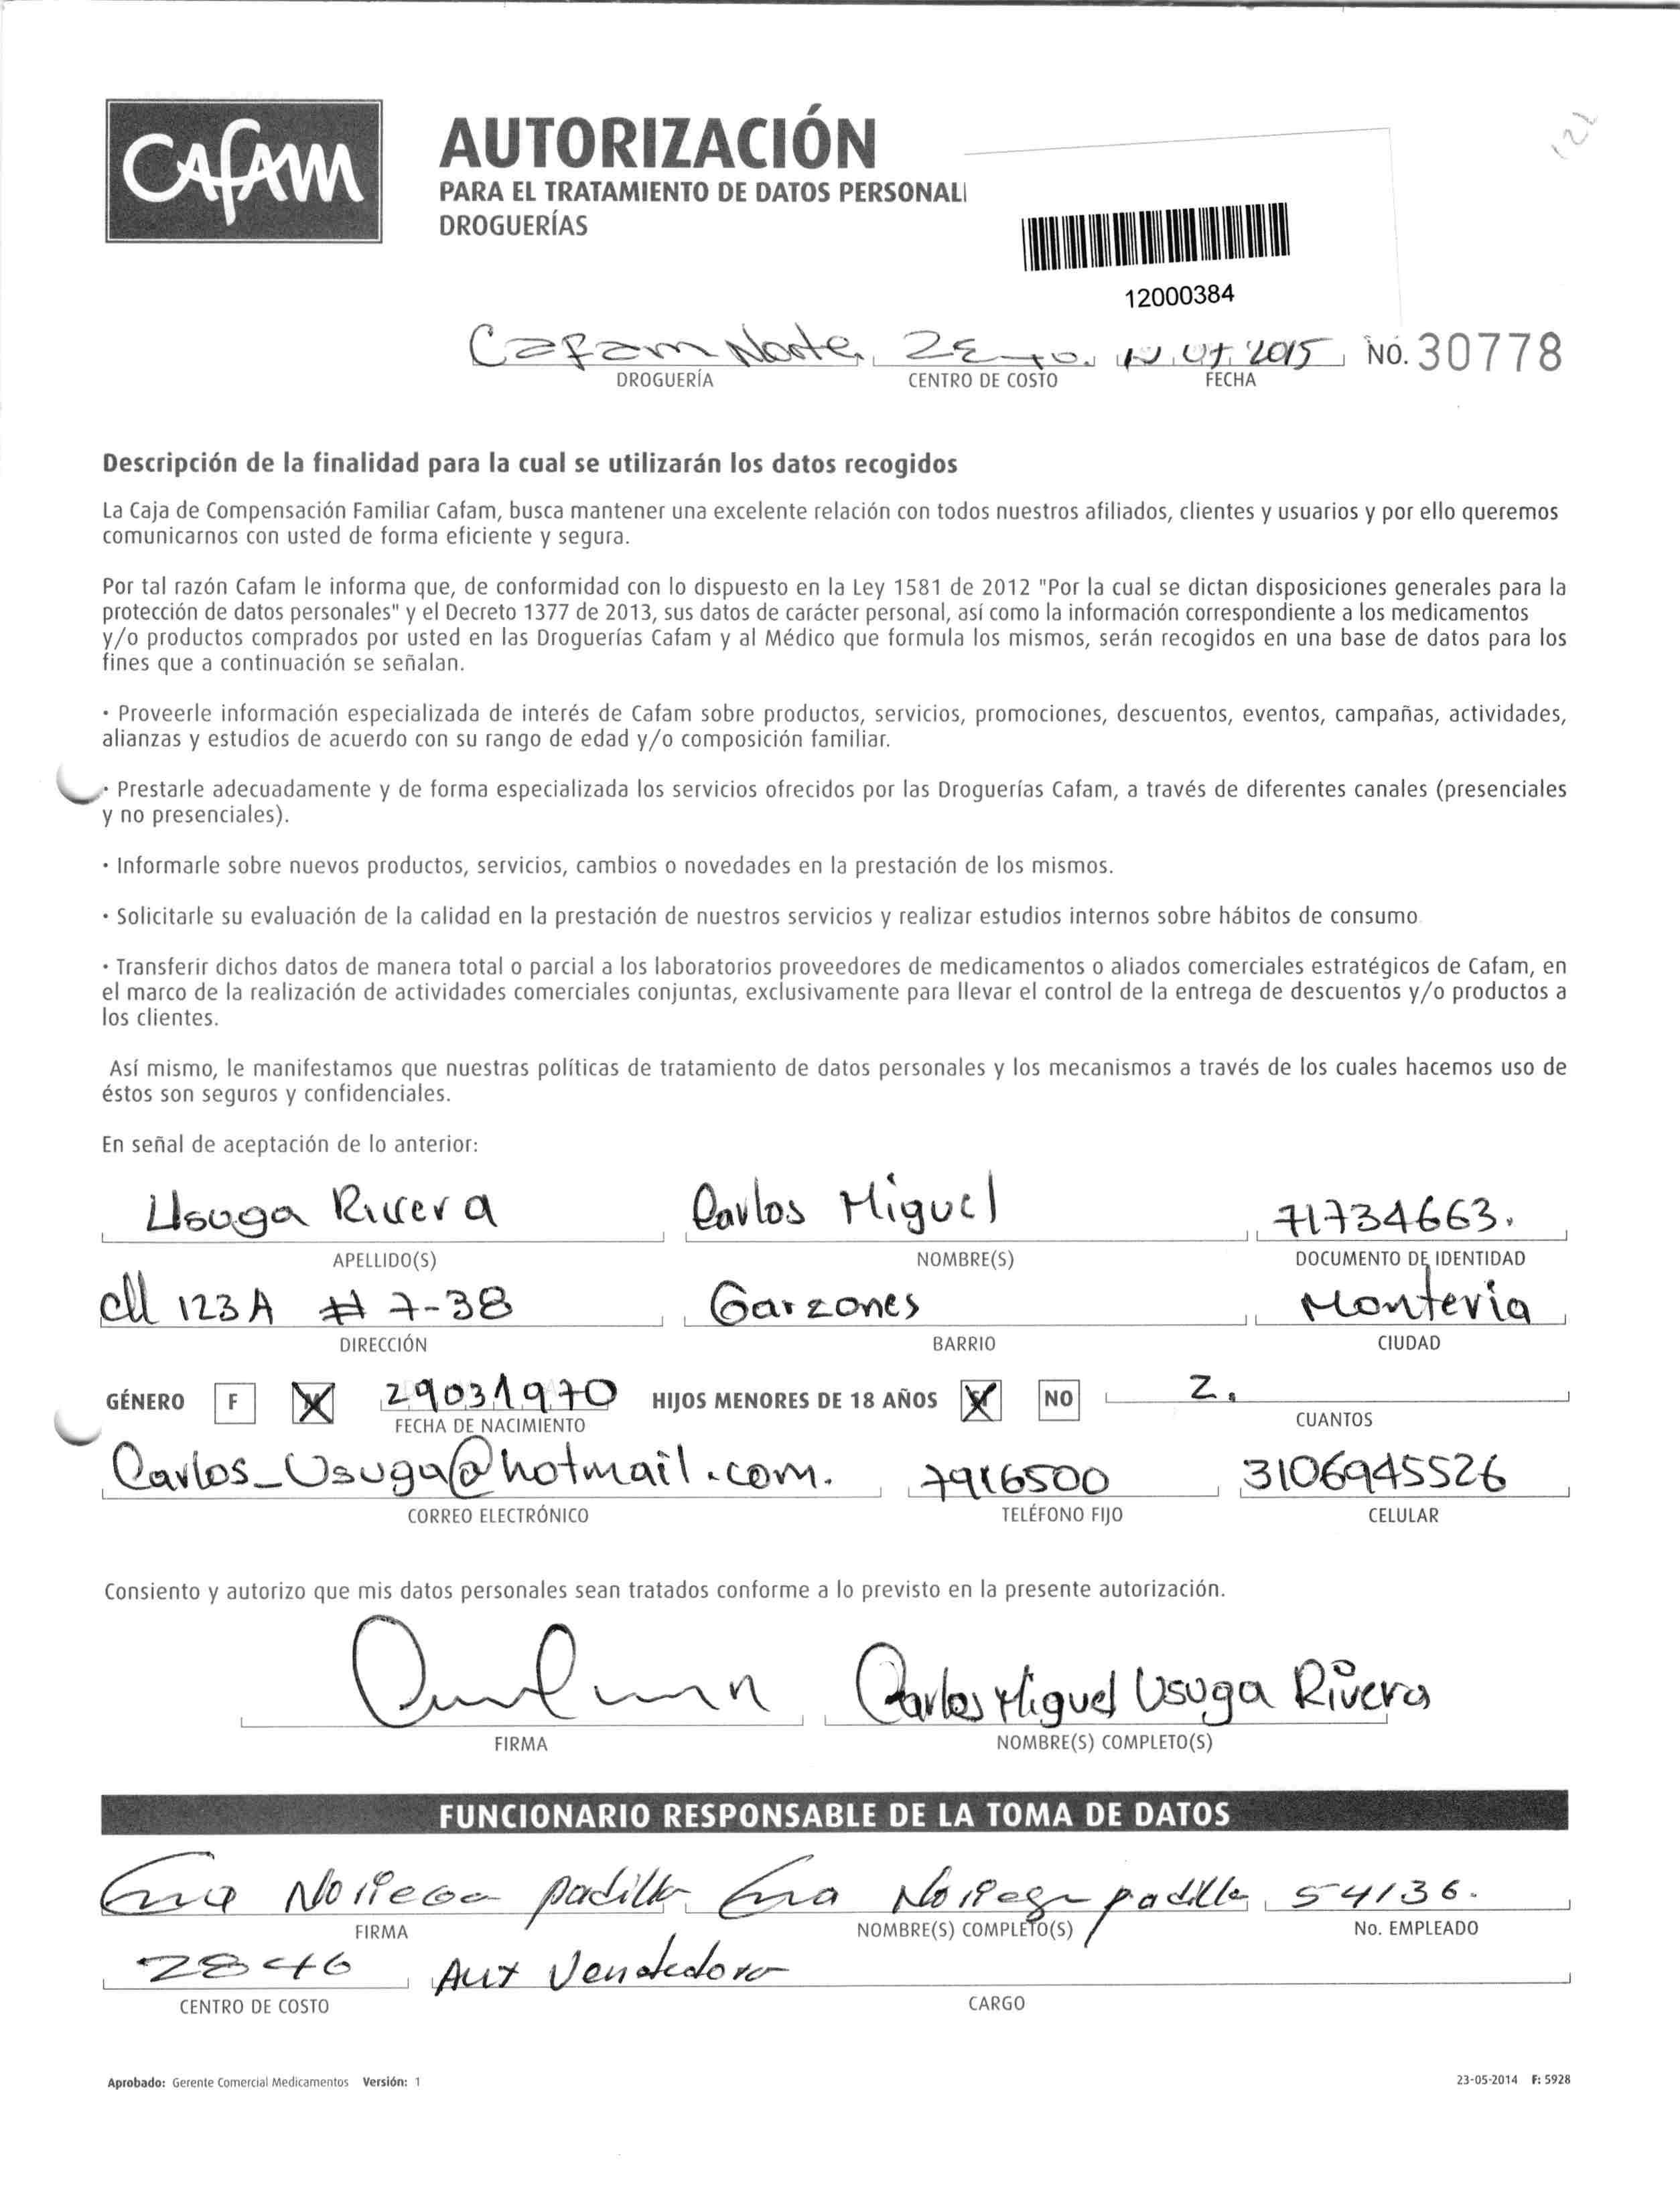 Cafam
AUTORIZACIÓN
PARA EL TRATAMIENTO DE DATOS PERSONAL
DROGUERÍAS
12000384
Cafam Norte 2015 No. 30778
DROGUERÍA CENTRO DE COSTO FECHA
Descripción de la finalidad para la cual se utilizarán los datos recogidos
La Caja de Compensación Familiar Cafam, busca mantener una excelente relación con todos nuestros afiliados, clientes y usuarios y por ello queremos
comunicarnos con usted de forma eficiente y segura.
Por tal razón Cafam le informa que, de conformidad con lo dispuesto en la Ley 1581 de 2012 "Por la cual se dictan disposiciones generales para la
protección de datos personales" y el Decreto 1377 de 2013, sus datos de carácter personal, así como la información correspondiente a los medicamentos
y/o productos comprados por usted en las Droguerías Cafam y al Médico que formula los mismos, serán recogidos en una base de datos para los
fines que a continuación se señalan.
· Proveerle información especializada de interés de Cafam sobre productos, servicios, promociones, descuentos, eventos, campañas, actividades,
alianzas y estudios de acuerdo con su rango de edad y/o composición familiar.
· Prestarle adecuadamente y de forma especializada los servicios ofrecidos por las Droguerías Cafam, a través de diferentes canales (presenciales
y no presenciales).
· Informarle sobre nuevos productos, servicios, cambios o novedades en la prestación de los mismos.
· Solicitarle su evaluación de la calidad en la prestación de nuestros servicios y realizar estudios internos sobre hábitos de consumo
· Transferir dichos datos de manera total o parcial a los laboratorios proveedores de medicamentos o aliados comerciales estratégicos de Cafam, en
el marco de la realización de actividades comerciales conjuntas, exclusivamente para llevar el control de la entrega de descuentos y/o productos a
los clientes.
Así mismo, le manifestamos que nuestras políticas de tratamiento de datos personales y los mecanismos a través de los cuales hacemos uso de
éstos son seguros y confidenciales.
En señal de aceptación de lo anterior:
Usuga Rivera Carlos Miguel 71734663.
APELLIDO(S) NOMBRE(S) DOCUMENTO DE IDENTIDAD
cll 123A # 7-38 Garzones Monteria
DIRECCIÓN BARRIO CIUDAD
GÉNERO F 29031970 HIJOS MENORES DE 18 AÑOS NO 2.
FECHA DE NACIMIENTO CUANTOS
Carlos_Usuga@hotmail.com. 7916500 3106945526
CORREO ELECTRÓNICO TELÉFONO FIJO CELULAR
Consiento y autorizo que mis datos personales sean tratados conforme a lo previsto en la presente autorización.
Carlos Miguel Usuga Rivera
FIRMA NOMBRE(S) COMPLETO(S)
FUNCIONARIO RESPONSABLE DE LA TOMA DE DATOS
Noriega padilla Noriega padilla 54136.
FIRMA NOMBRE(S) COMPLETO(S) No. EMPLEADO
Aux Vendedora
CENTRO DE COSTO CARGO
Aprobado: Gerente Comercial Medicamentos Versión: 1 23-05-2014 F: 5928